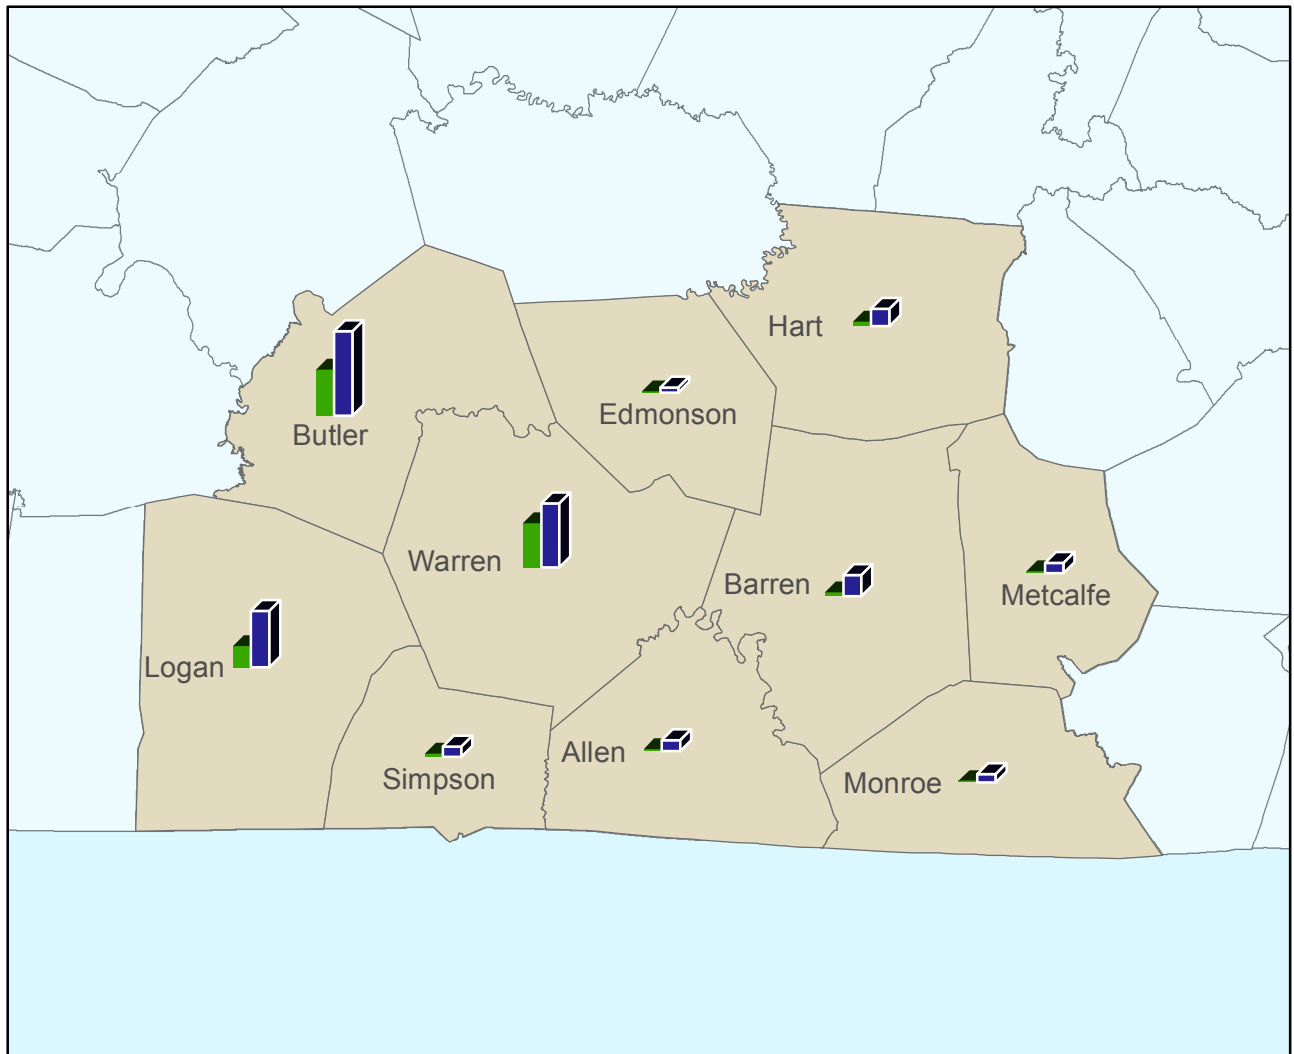 Hart
Edmonson
Butler
Warren
Barren
Metcalfe
Logan
Allen
Simpson
Monroe